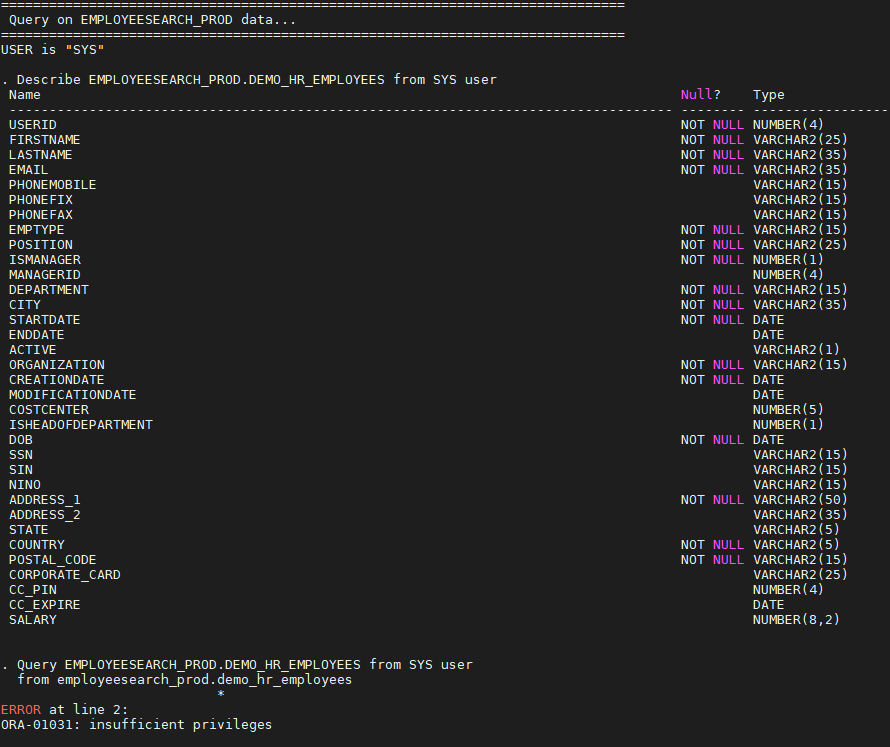 ==============================================================================
 Query on EMPLOYEESEARCH_PROD data...
==============================================================================
USER is "SYS"
. Describe EMPLOYEESEARCH_PROD.DEMO_HR_EMPLOYEES from SYS user
 Name Null? Type
 ----------------------------------------------------------------------------------- -------- -----------------
 USERID NOT NULL NUMBER(4)
 FIRSTNAME NOT NULL VARCHAR2(25)
 LASTNAME NOT NULL VARCHAR2(35)
 EMAIL NOT NULL VARCHAR2(35)
 PHONEMOBILE VARCHAR2(15)
 PHONEFIX VARCHAR2(15)
 PHONEFAX VARCHAR2(15)
 EMPTYPE NOT NULL VARCHAR2(15)
 POSITION NOT NULL VARCHAR2(25)
 ISMANAGER NOT NULL NUMBER(1)
 MANAGERID NUMBER(4)
 DEPARTMENT NOT NULL VARCHAR2(15)
 CITY NOT NULL VARCHAR2(35)
 STARTDATE NOT NULL DATE
 ENDDATE DATE
 ACTIVE VARCHAR2(1)
 ORGANIZATION NOT NULL VARCHAR2(15)
 CREATIONDATE NOT NULL DATE
 MODIFICATIONDATE DATE
 COSTCENTER NUMBER(5)
 ISHEADOFDEPARTMENT NUMBER(1)
 DOB NOT NULL DATE
 SSN VARCHAR2(15)
 SIN VARCHAR2(15)
 NINO VARCHAR2(15)
 ADDRESS_1 NOT NULL VARCHAR2(50)
 ADDRESS_2 VARCHAR2(35)
 STATE VARCHAR2(5)
 COUNTRY NOT NULL VARCHAR2(5)
 POSTAL_CODE NOT NULL VARCHAR2(15)
 CORPORATE_CARD VARCHAR2(25)
 CC_PIN NUMBER(4)
 CC_EXPIRE DATE
 SALARY NUMBER(8,2)
. Query EMPLOYEESEARCH_PROD.DEMO_HR_EMPLOYEES from SYS user
  from employeesearch_prod.demo_hr_employees
                           *
ERROR at line 2:
ORA-01031: insufficient privileges